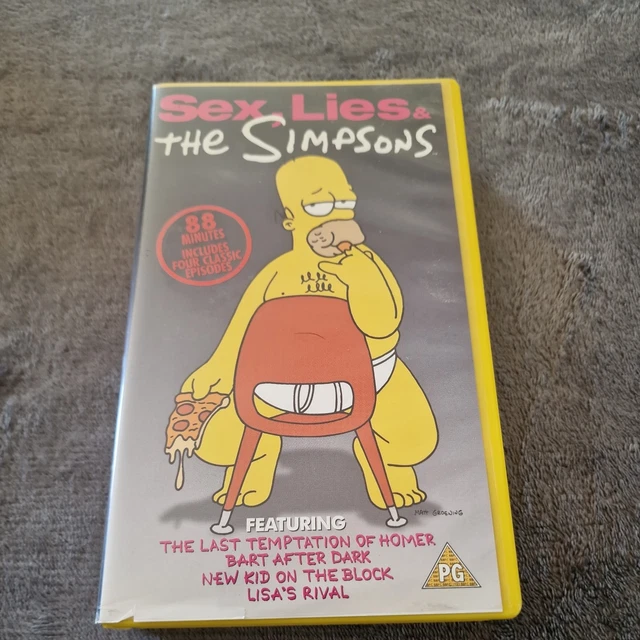 Sex, Lies &
THE SIMPSONS
88
MINUTES
INCLUDES
FOUR CLASSIC
EPISODES
MATT GROENING
FEATURING
THE LAST TEMPTATION OF HOMER
BART AFTER DARK
NEW KID ON THE BLOCK
LISA'S RIVAL
PG